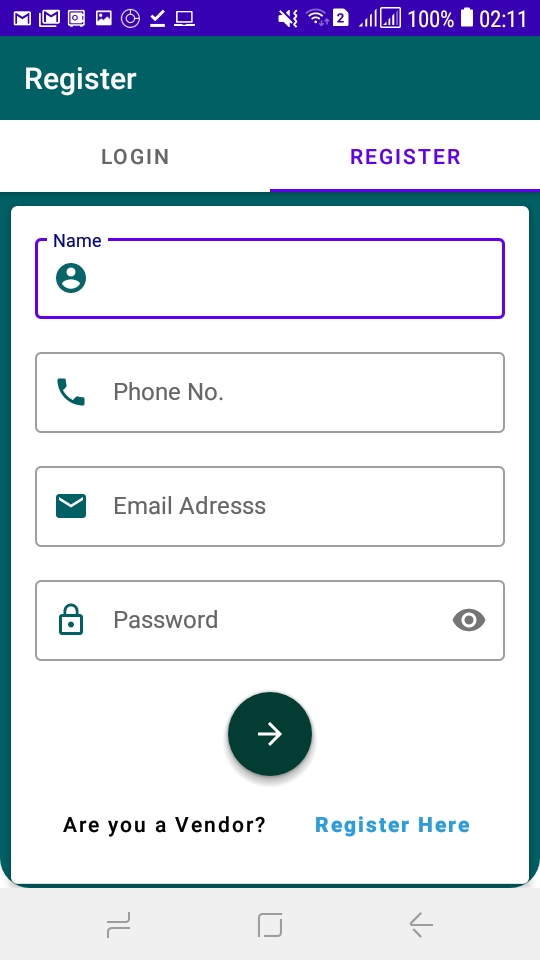 2 100% 02:11
Register
LOGIN REGISTER
Name
Phone No.
Email Adresss
Password
Are you a Vendor? Register Here